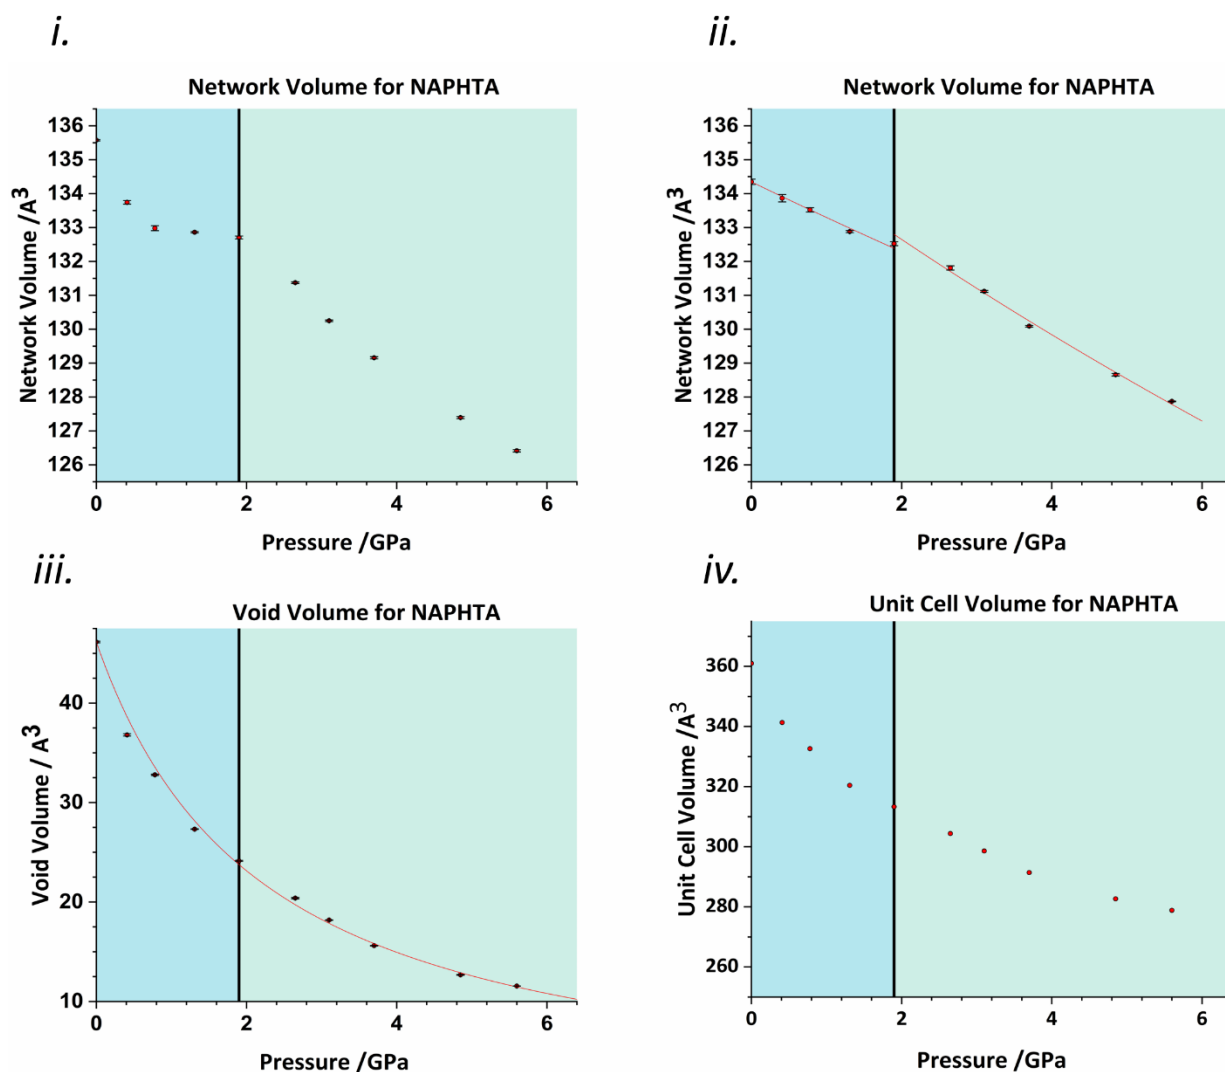 i.
Network Volume for NAPHTA
Network Volume /A³
136
135
134
133
132
131
130
129
128
127
126
0 2 4 6
Pressure /GPa
ii.
Network Volume for NAPHTA
Network Volume /A³
136
135
134
133
132
131
130
129
128
127
126
0 2 4 6
Pressure /GPa
iii.
Void Volume for NAPHTA
Void Volume / A³
40
30
20
10
0 2 4 6
Pressure /GPa
iv.
Unit Cell Volume for NAPHTA
Unit Cell Volume /A³
360
340
320
300
280
260
0 2 4 6
Pressure /GPa